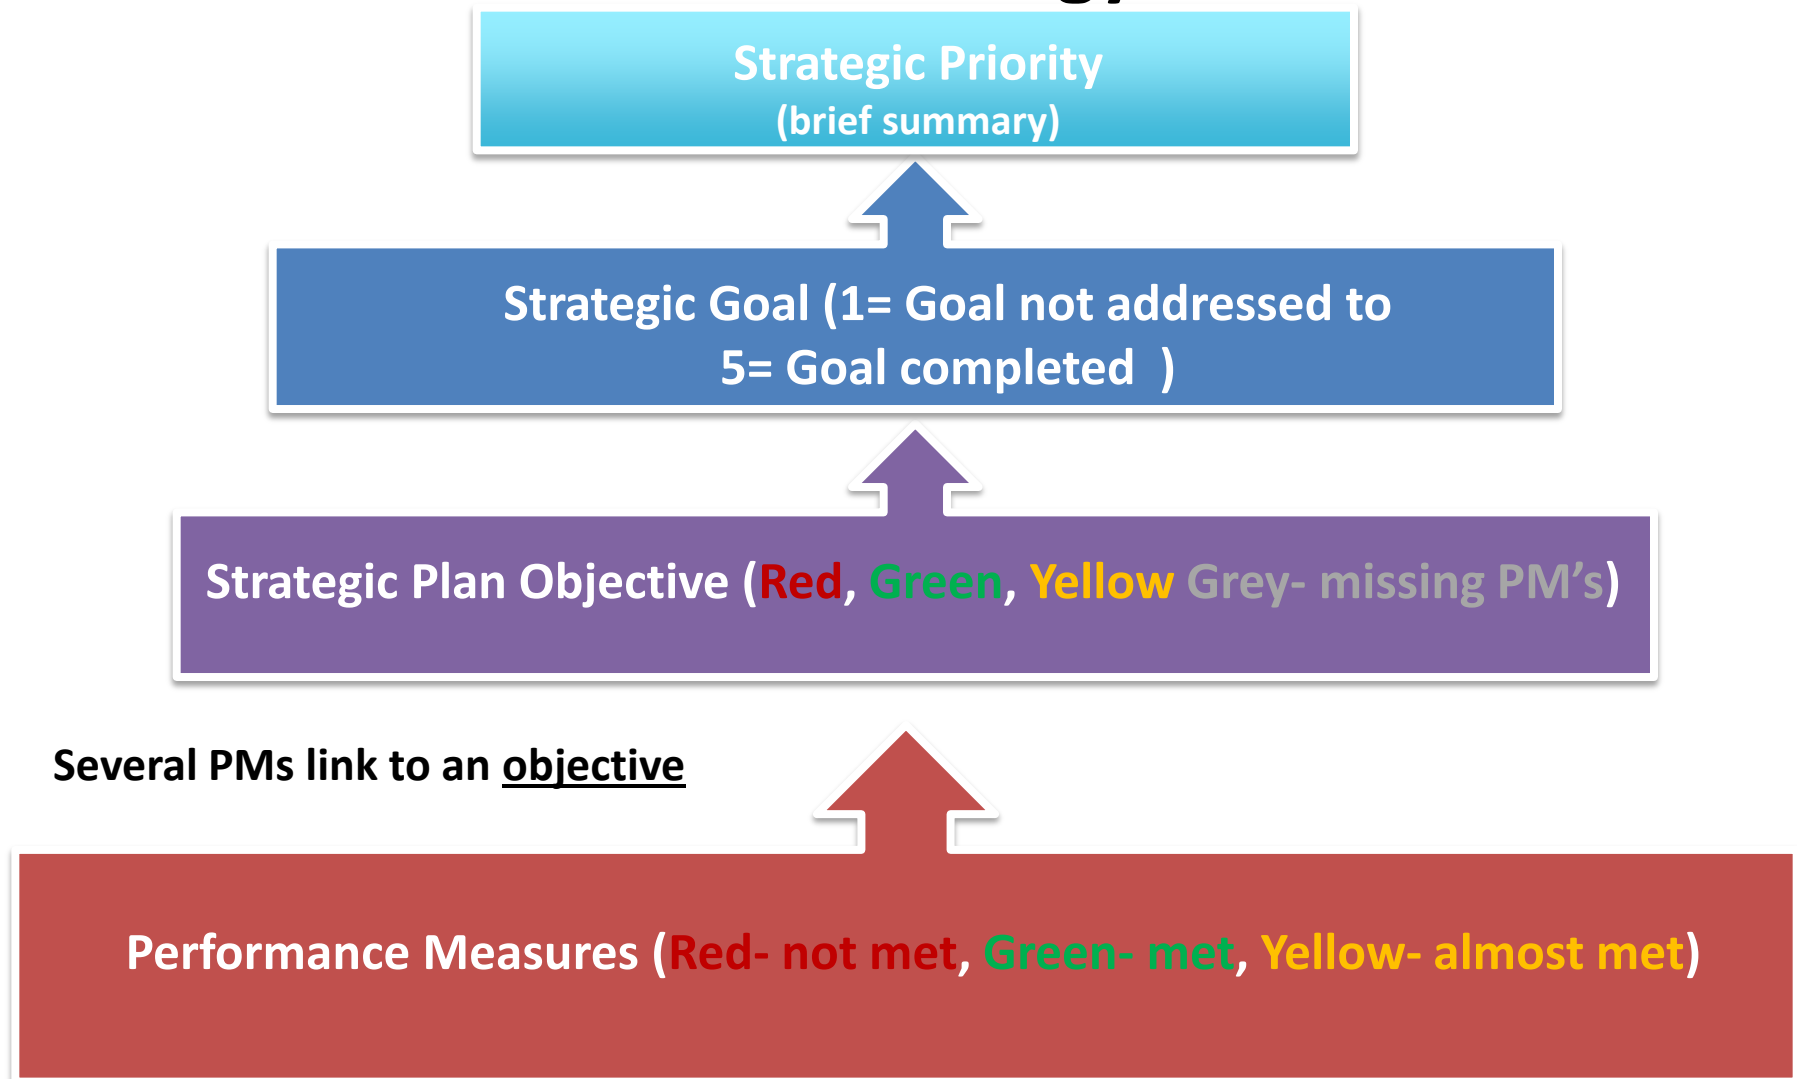 Strategic Priority
(brief summary)
Strategic Goal (1= Goal not addressed to
5= Goal completed  )
Strategic Plan Objective (Red, Green, Yellow Grey- missing PM’s)
Several PMs link to an objective
Performance Measures (Red- not met, Green- met, Yellow- almost met)